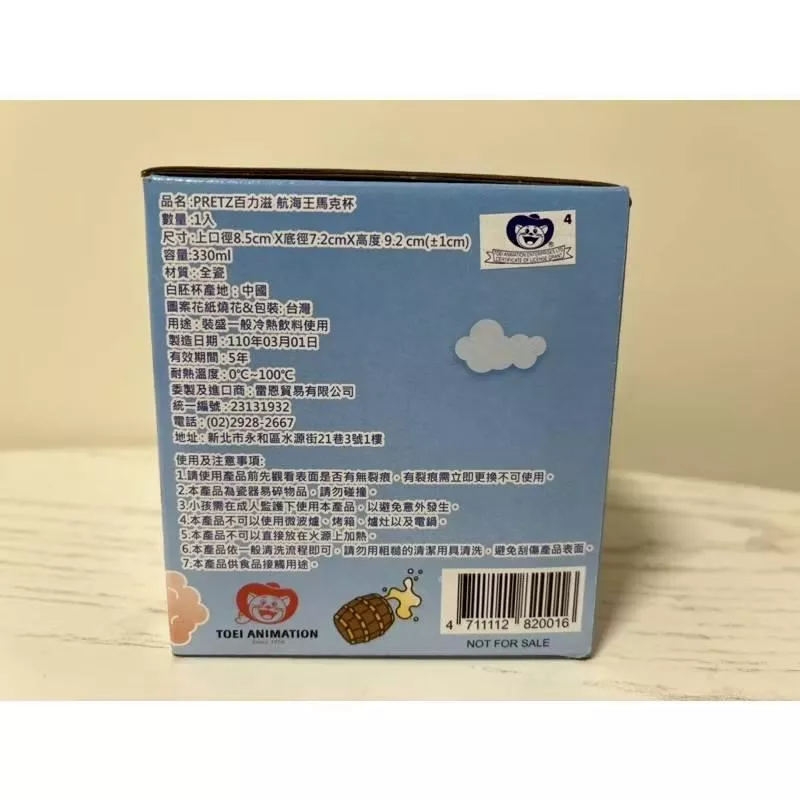 品名:PRETZ百力滋 航海王馬克杯
數量:1入
尺寸:上口徑8.5cm X底徑7.2cmX高度 9.2 cm(±1cm)
容量:330ml
材質:全瓷
白胚杯產地:中國
圖案花紙燒花&包裝:台灣
用途:裝盛一般冷熱飲料使用
製造日期:110年03月01日
有效期間:5年
耐熱溫度:0℃~100℃
委製及進口商:雷恩貿易有限公司
統一編號:23131932
電話:(02)2928-2667
地址:新北市永和區水源街21巷3號1樓
使用及注意事項:
1.請使用產品前先觀看表面是否有無裂痕,有裂痕需立即更換不可使用。
2.本產品為瓷器易碎物品,請勿碰撞。
3.小孩需在成人監護下使用本產品,以避免意外發生。
4.本產品不可以使用微波爐、烤箱、爐灶以及電鍋。
5.本產品不可以直接放在火源上加熱。
6.本產品依一般清洗流程即可,請勿用粗糙的清潔用具清洗,避免刮傷產品表面。
7.本產品供食品接觸用途。
4
TOEI ANIMATION ENTERPRISES LTD.
CERTIFICATE OF LICENSE GRANT
TOEI ANIMATION
Since 1956
4 711112 820016
NOT FOR SALE